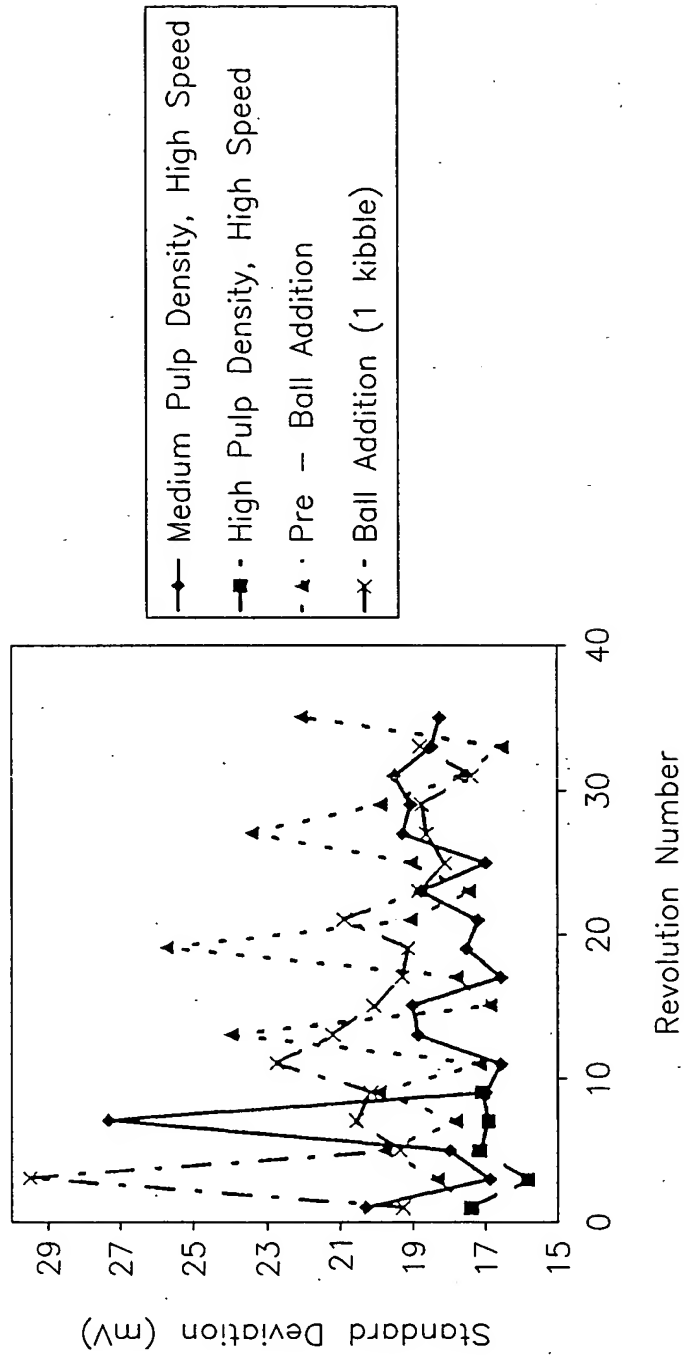 Standard Deviation (mV)
29
27
25
23
21
19
17
15
0
10
20
30
40
Revolution Number
Medium Pulp Density, High Speed
High Pulp Density, High Speed
Pre – Ball Addition
Ball Addition (1 kibble)